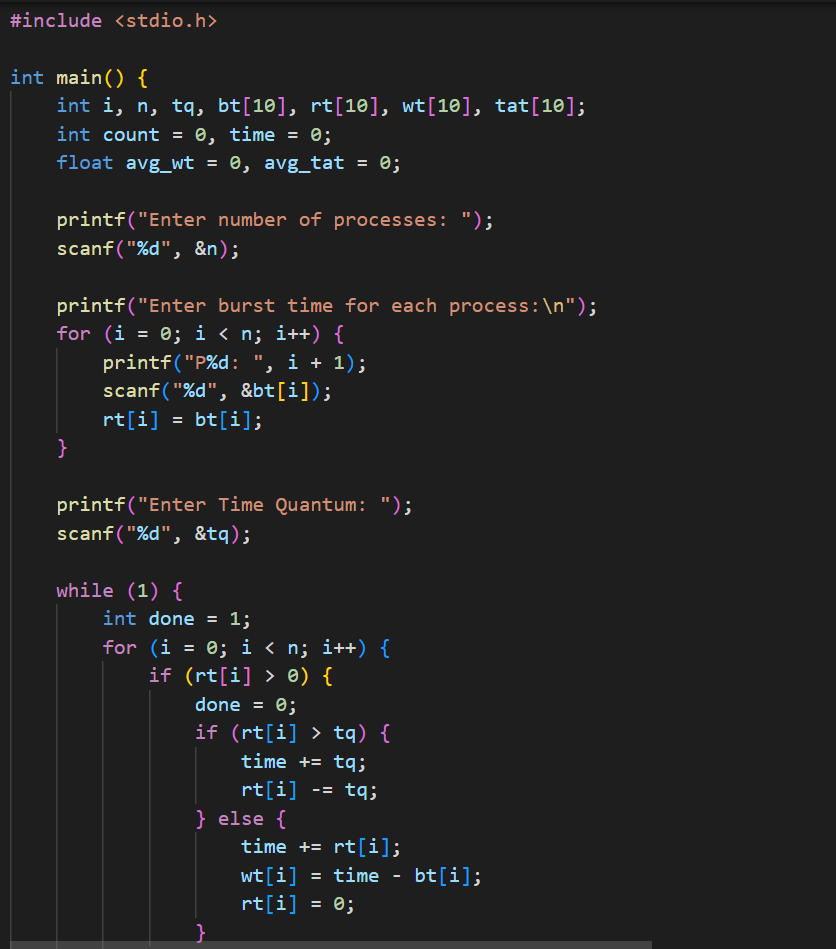 #include <stdio.h>

int main() {
    int i, n, tq, bt[10], rt[10], wt[10], tat[10];
    int count = 0, time = 0;
    float avg_wt = 0, avg_tat = 0;

    printf("Enter number of processes: ");
    scanf("%d", &n);

    printf("Enter burst time for each process:\n");
    for (i = 0; i < n; i++) {
        printf("P%d: ", i + 1);
        scanf("%d", &bt[i]);
        rt[i] = bt[i];
    }

    printf("Enter Time Quantum: ");
    scanf("%d", &tq);

    while (1) {
        int done = 1;
        for (i = 0; i < n; i++) {
            if (rt[i] > 0) {
                done = 0;
                if (rt[i] > tq) {
                    time += tq;
                    rt[i] -= tq;
                } else {
                    time += rt[i];
                    wt[i] = time - bt[i];
                    rt[i] = 0;
                }